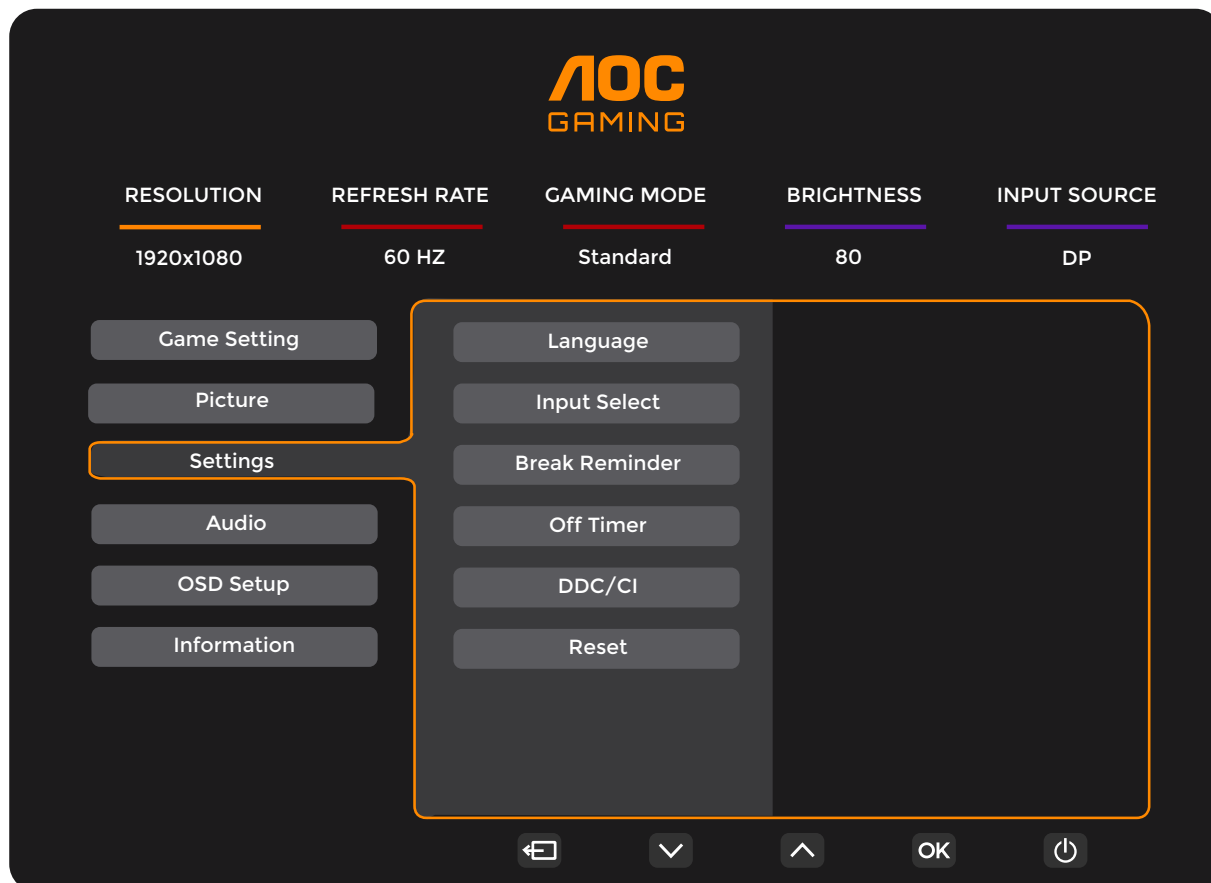 AOC
GAMING
RESOLUTION REFRESH RATE GAMING MODE BRIGHTNESS INPUT SOURCE
1920x1080 60 HZ Standard 80 DP
Game Setting
Picture
Settings
Audio
OSD Setup
Information
Language
Input Select
Break Reminder
Off Timer
DDC/CI
Reset
OK